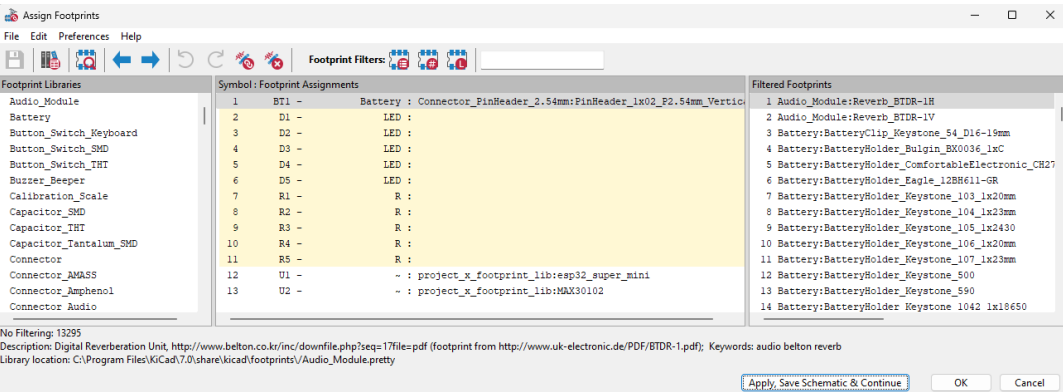 Assign Footprints
File Edit Preferences Help
Footprint Filters:
Footprint Libraries
Audio_Module
Battery
Button_Switch_Keyboard
Button_Switch_SMD
Button_Switch_THT
Buzzer_Beeper
Calibration_Scale
Capacitor_SMD
Capacitor_THT
Capacitor_Tantalum_SMD
Connector
Connector_AMASS
Connector_Amphenol
Connector Audio
Symbol : Footprint Assignments
1 BT1 - Battery : Connector_PinHeader_2.54mm:PinHeader_1x02_P2.54mm_Vertica
2 D1 - LED :
3 D2 - LED :
4 D3 - LED :
5 D4 - LED :
6 D5 - LED :
7 R1 - R :
8 R2 - R :
9 R3 - R :
10 R4 - R :
11 R5 - R :
12 U1 - ~ : project_x_footprint_lib:esp32_super_mini
13 U2 - ~ : project_x_footprint_lib:MAX30102
Filtered Footprints
1 Audio_Module:Reverb_BTDR-1H
2 Audio_Module:Reverb_BTDR-1V
3 Battery:BatteryClip_Keystone_54_D16-19mm
4 Battery:BatteryHolder_Bulgin_BX0036_1xC
5 Battery:BatteryHolder_ComfortableElectronic_CH27
6 Battery:BatteryHolder_Eagle_12BH611-GR
7 Battery:BatteryHolder_Keystone_103_1x20mm
8 Battery:BatteryHolder_Keystone_104_1x23mm
9 Battery:BatteryHolder_Keystone_105_1x2430
10 Battery:BatteryHolder_Keystone_106_1x20mm
11 Battery:BatteryHolder_Keystone_107_1x23mm
12 Battery:BatteryHolder_Keystone_500
13 Battery:BatteryHolder_Keystone_590
14 Battery:BatteryHolder Keystone 1042 1x18650
No Filtering: 13295
Description: Digital Reverberation Unit, http://www.belton.co.kr/inc/downfile.php?seq=17file=pdf (footprint from http://www.uk-electronic.de/PDF/BTDR-1.pdf); Keywords: audio belton reverb
Library location: C:\Program Files\KiCad\7.0\share\kicad\footprints\/Audio_Module.pretty
Apply, Save Schematic & Continue
OK
Cancel